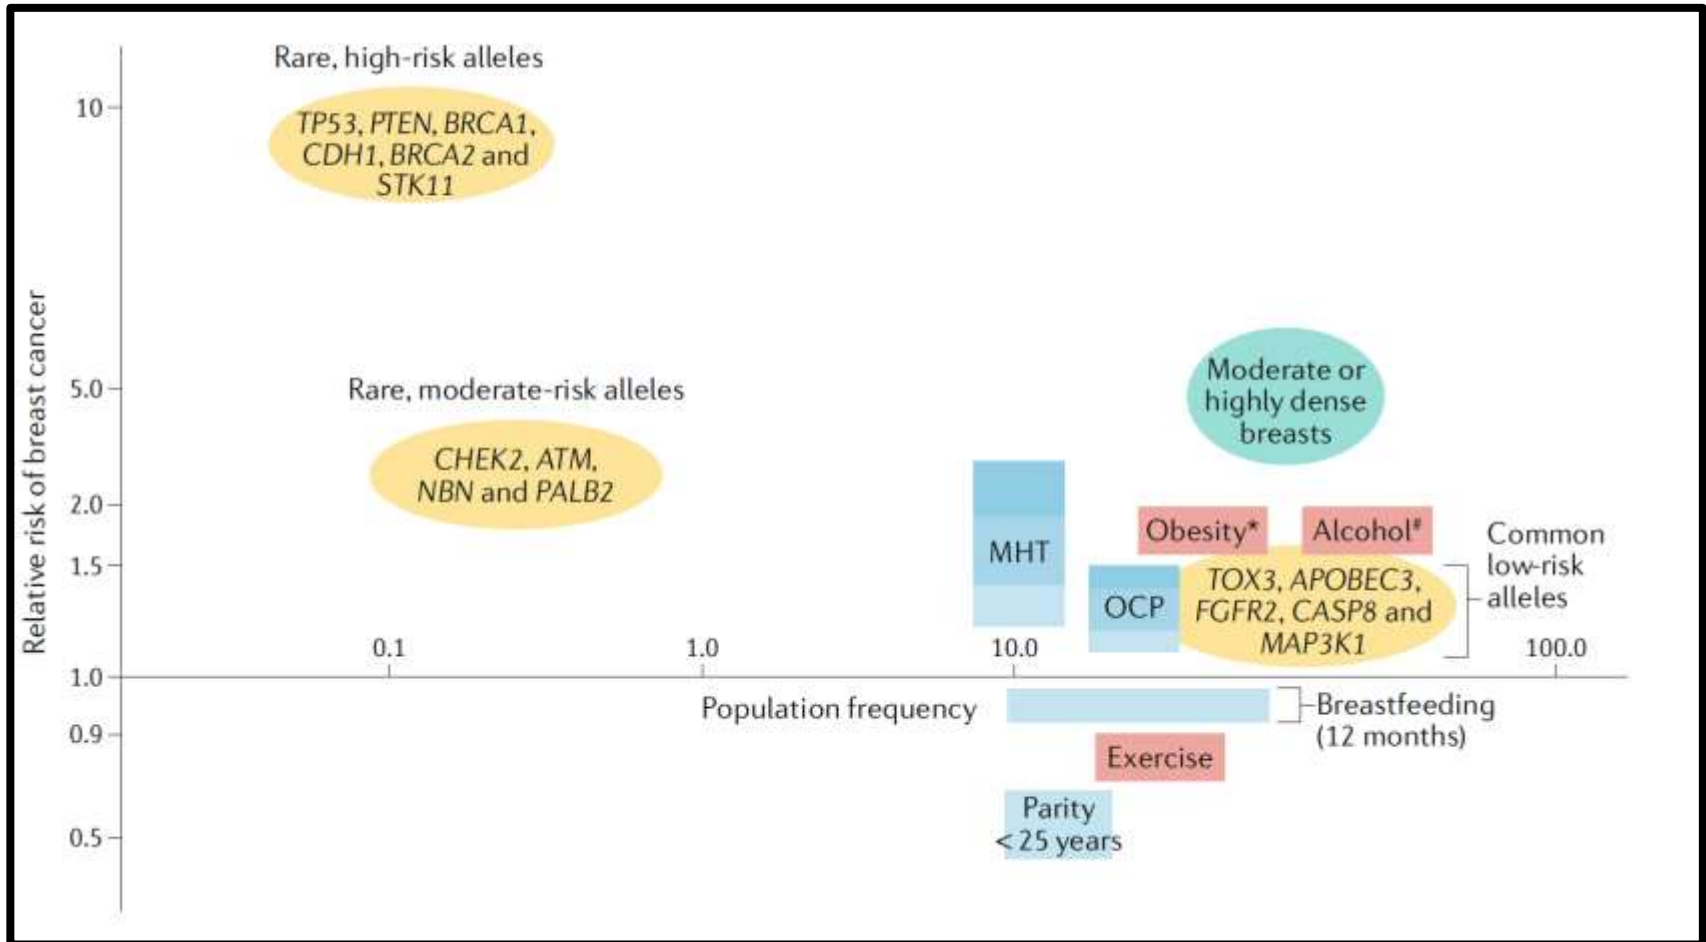 Rare, high-risk alleles
10
TP53, PTEN, BRCA1,
CDH1, BRCA2 and
STK11
Relative risk of breast cancer
5.0
Rare, moderate-risk alleles
CHEK2, ATM,
NBN and PALB2
Moderate or
highly dense
breasts
2.0
1.5
MHT
Obesity*
Alcohol#
OCP
TOX3, APOBEC3,
FGFR2, CASP8 and
MAP3K1
Common
low-risk
alleles
0.1
1.0
10.0
100.0
1.0
Population frequency
Breastfeeding
(12 months)
0.9
Exercise
Parity
< 25 years
0.5